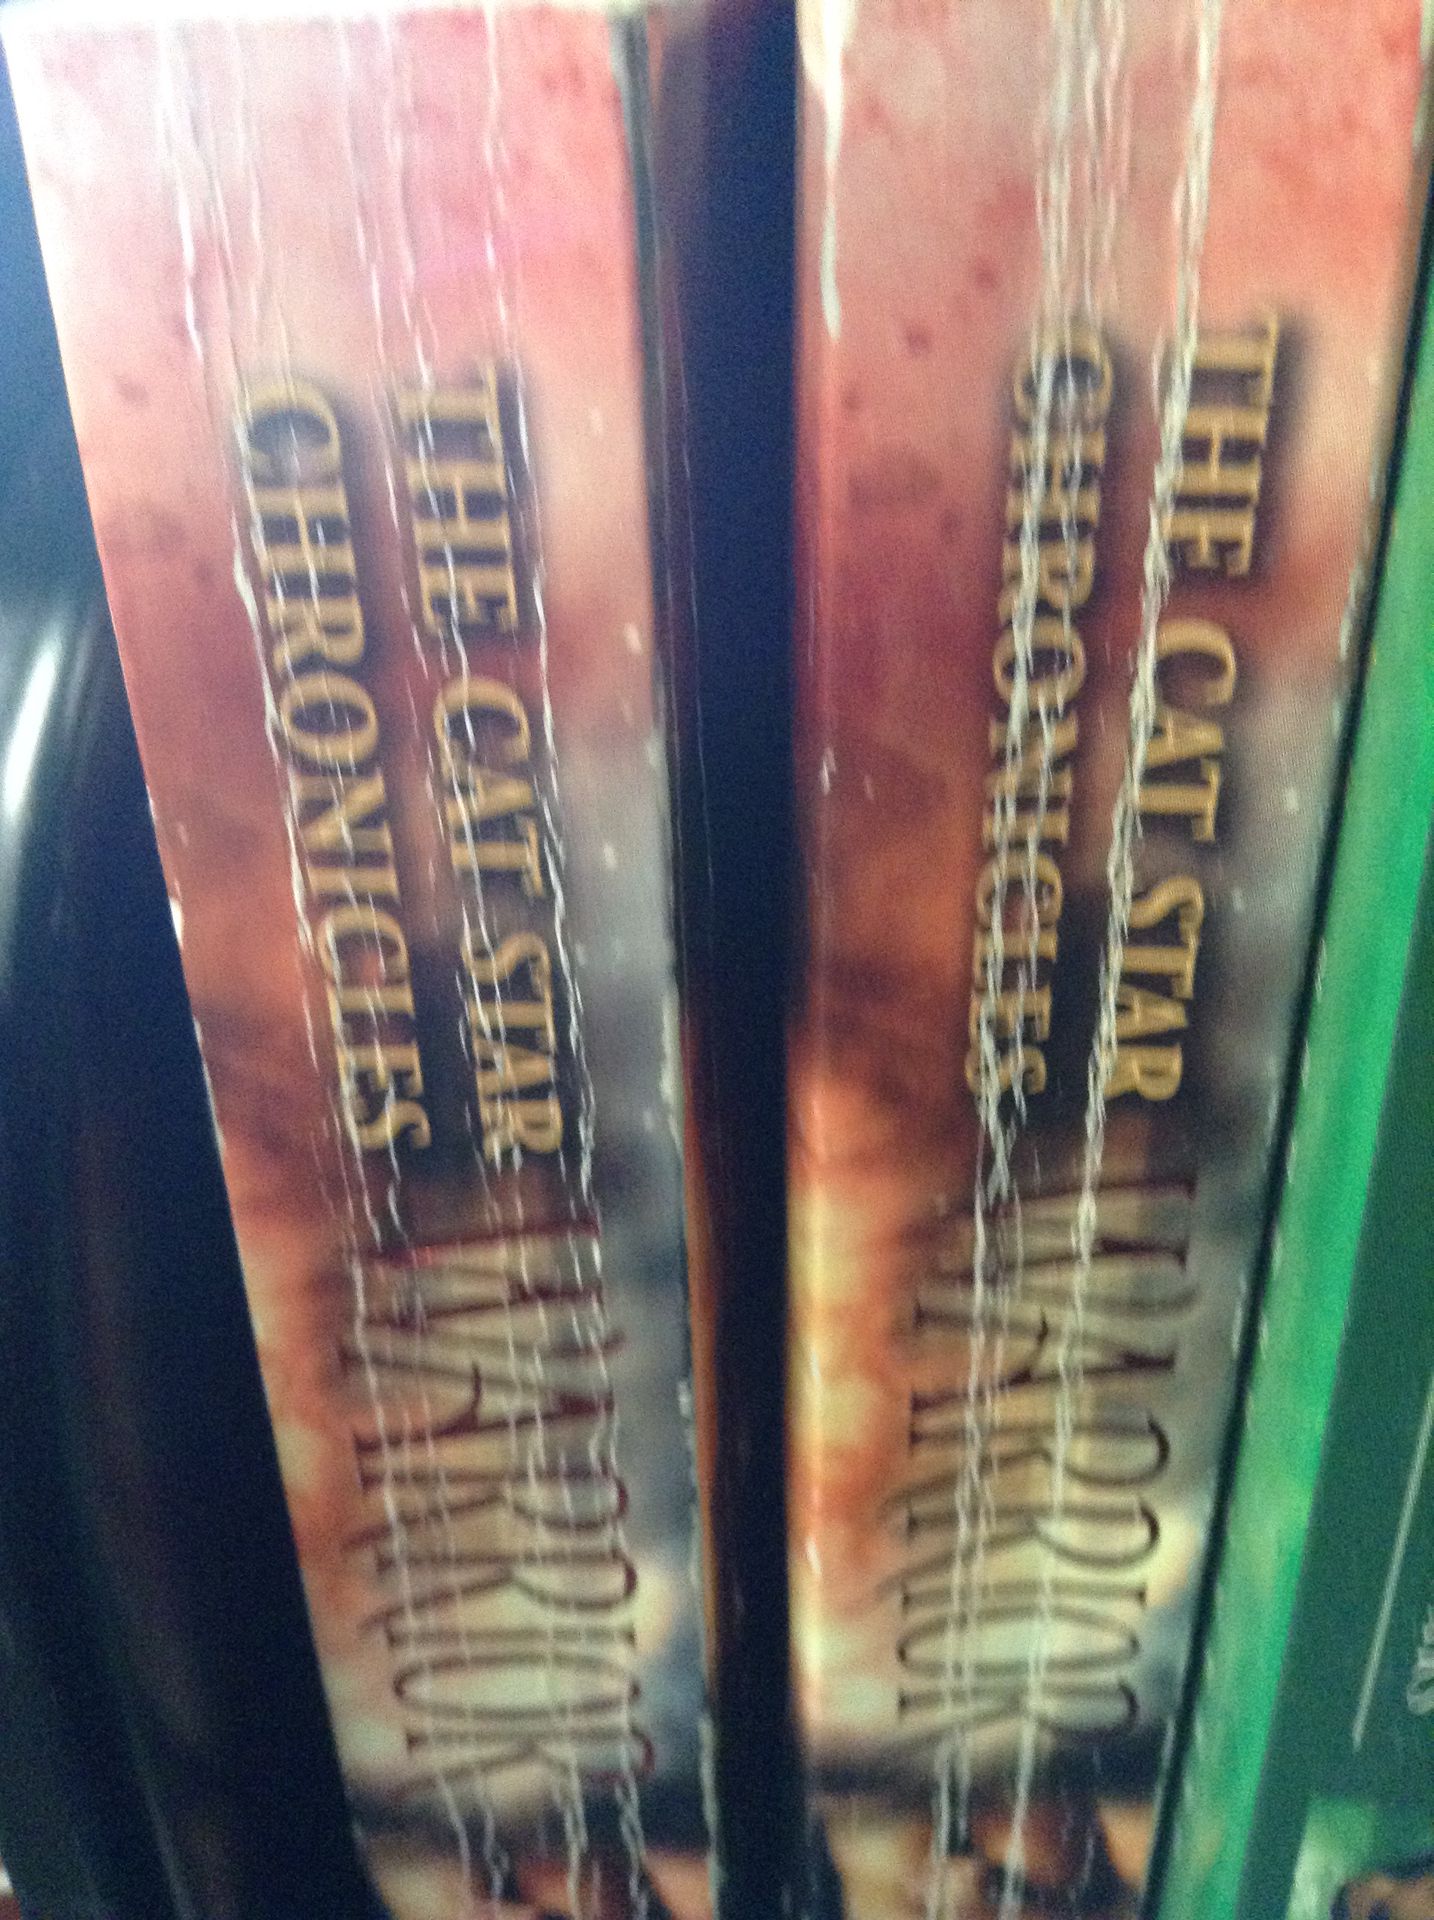 THE CAT STAR
CHRONICLES
WARRIOR
THE CAT STAR
CHRONICLES
WARRIOR